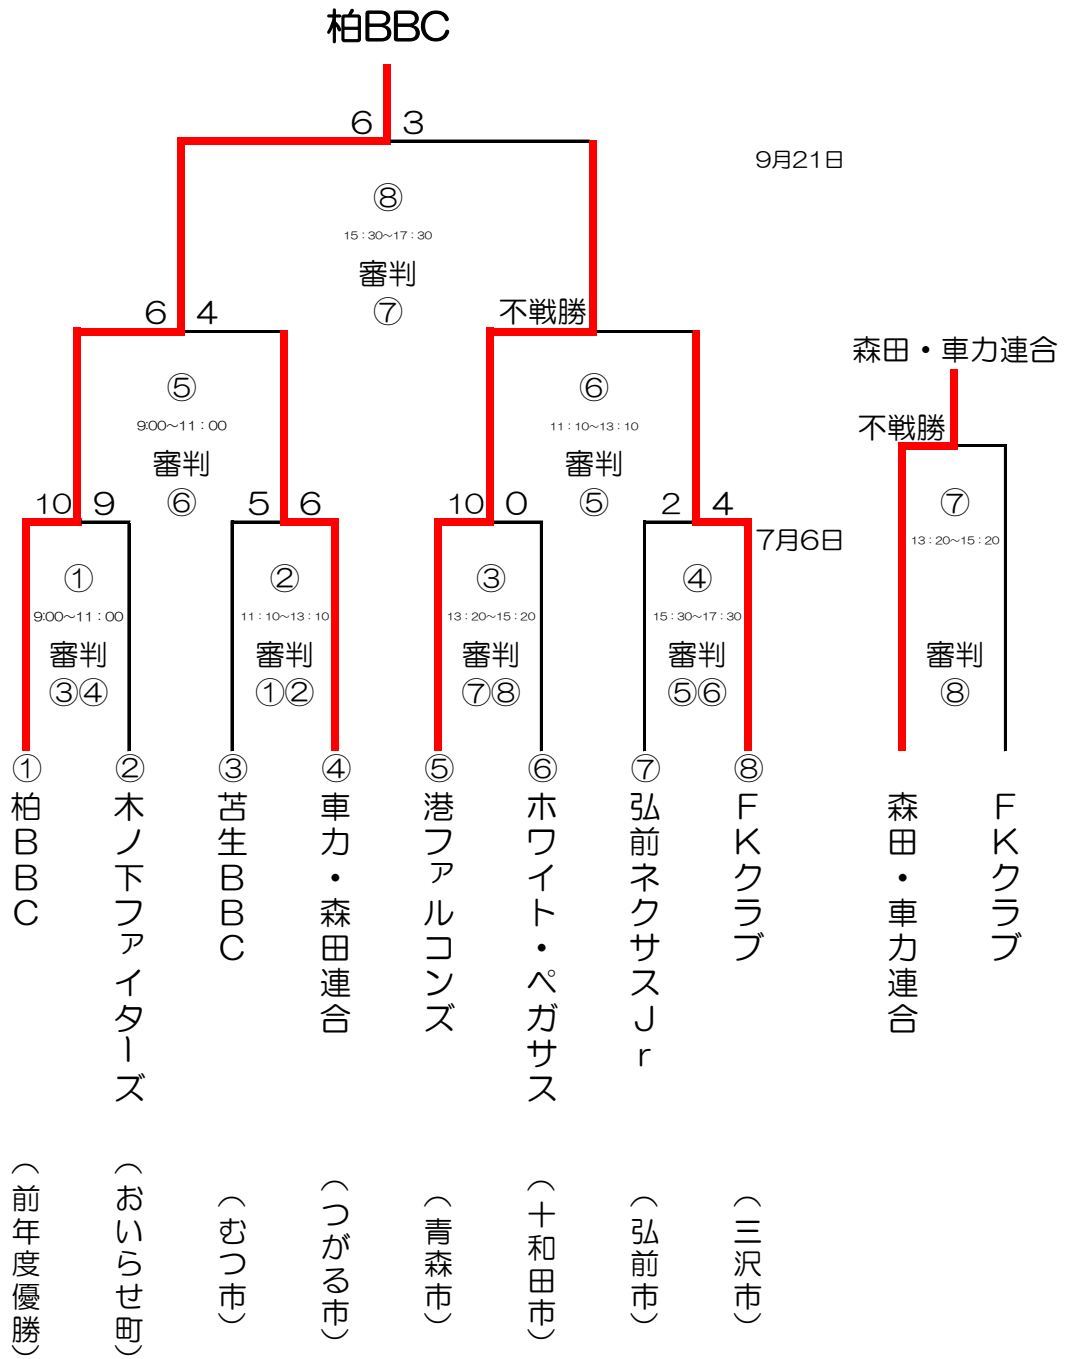 柏BBC
6 3
9月21日
⑧
15:30~17:30
審判
⑦
6 4
不戦勝
森田・車力連合
不戦勝
⑤
9:00~11:00
審判
⑥
⑥
11:10~13:10
審判
⑤
⑦
13:20~15:20
審判
⑧
10 9
5 6
10 0
2 4
7月6日
①
9:00~11:00
審判
③④
②
11:10~13:10
審判
①②
③
13:20~15:20
審判
⑦⑧
④
15:30~17:30
審判
⑤⑥
①柏BBC（前年度優勝）
②木ノ下ファイターズ（おいらせ町）
③苫生BBC（むつ市）
④車力・森田連合（つがる市）
⑤港ファルコンズ（青森市）
⑥ホワイト・ペガサス（十和田市）
⑦弘前ネクサスJr（弘前市）
⑧FKクラブ（三沢市）
森田・車力連合
FKクラブ